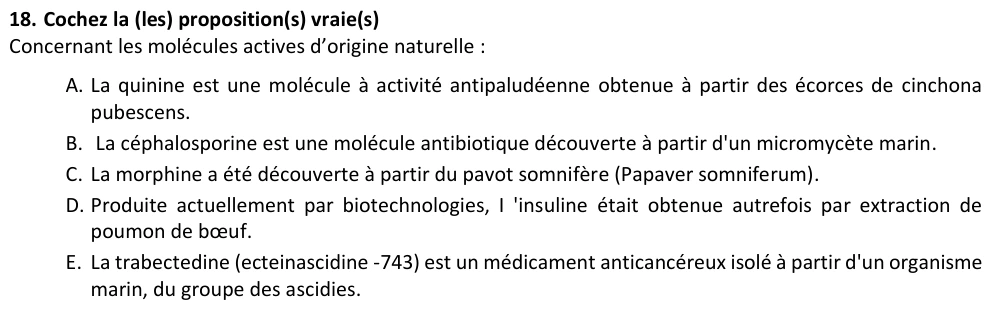 18. Cochez la (les) proposition(s) vraie(s)
Concernant les molécules actives d’origine naturelle :
A. La quinine est une molécule à activité antipaludéenne obtenue à partir des écorces de cinchona
pubescens.
B. La céphalosporine est une molécule antibiotique découverte à partir d'un micromycète marin.
C. La morphine a été découverte à partir du pavot somnifère (Papaver somniferum).
D. Produite actuellement par biotechnologies, l 'insuline était obtenue autrefois par extraction de
poumon de bœuf.
E. La trabectedine (ecteinascidine -743) est un médicament anticancéreux isolé à partir d'un organisme
marin, du groupe des ascidies.